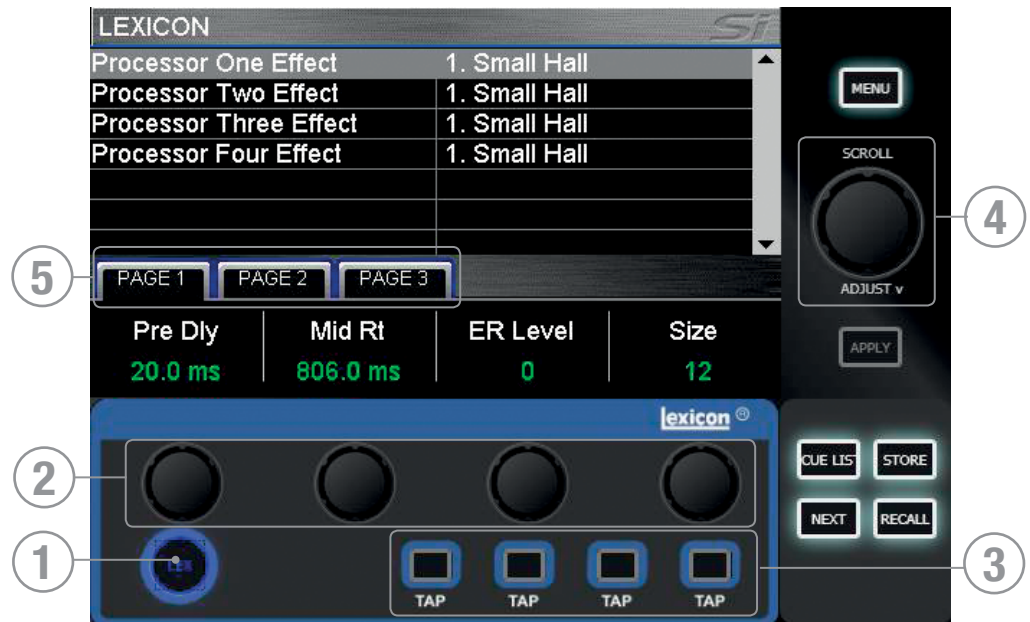 LEXICON Si
Processor One Effect 1. Small Hall
Processor Two Effect 1. Small Hall
Processor Three Effect 1. Small Hall
Processor Four Effect 1. Small Hall
MENU
SCROLL
4
ADJUST v
5
PAGE 1 PAGE 2 PAGE 3
Pre Dly Mid Rt ER Level Size
20.0 ms 806.0 ms 0 12
APPLY
lexicon ®
2
CUE LIST STORE
NEXT RECALL
1
LEX
3
TAP TAP TAP TAP